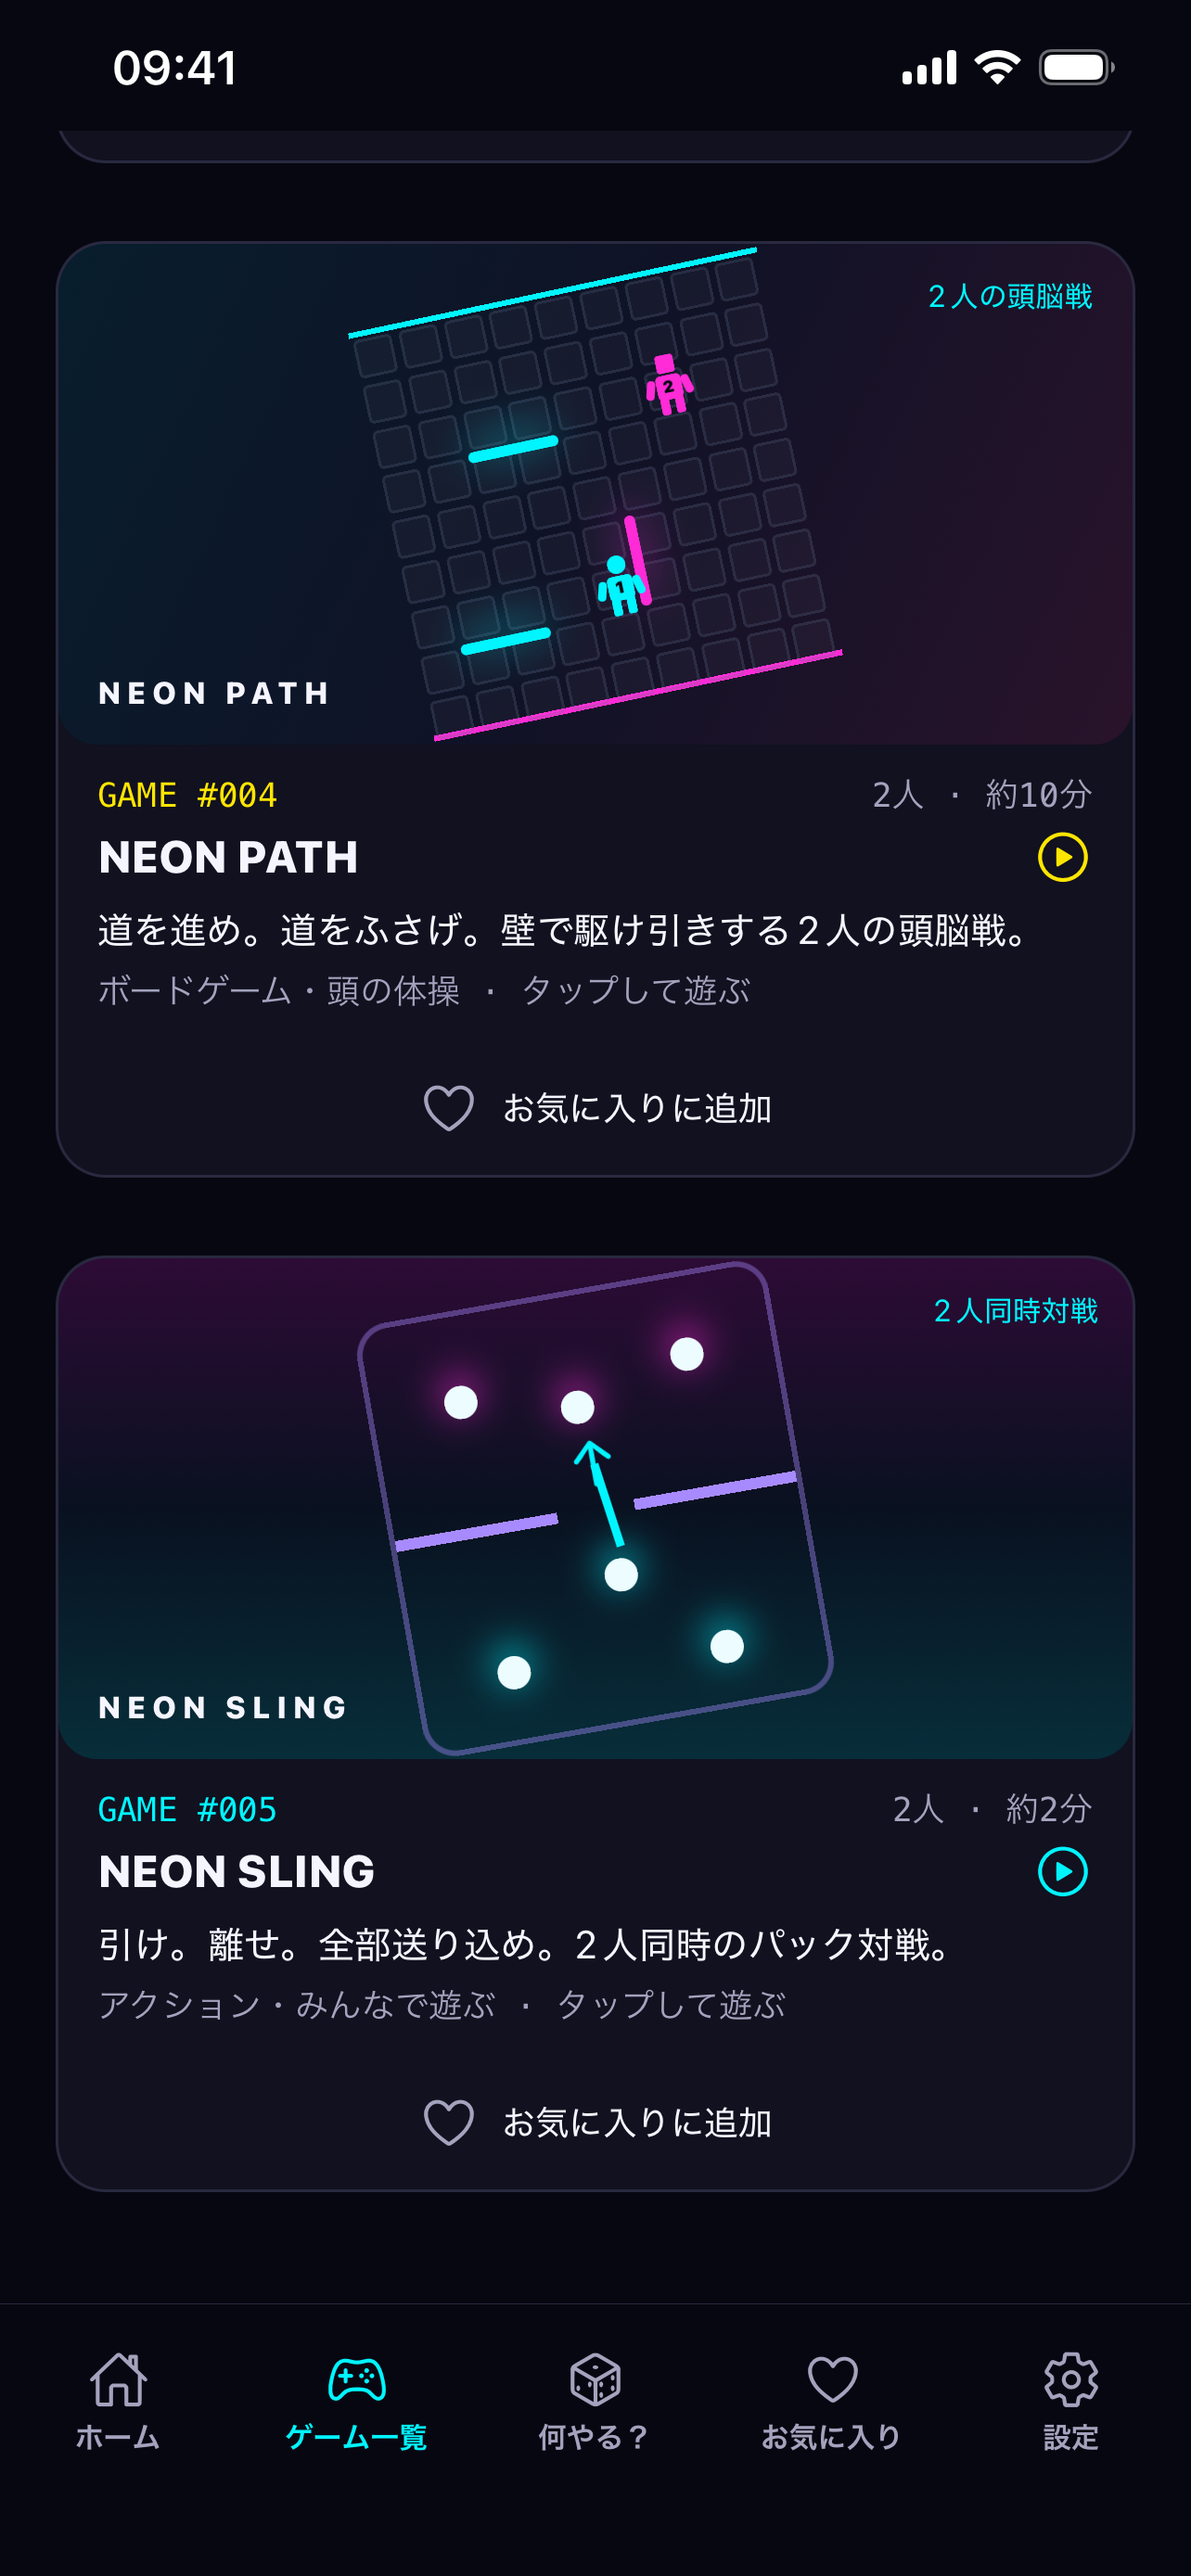 09:41
2人の頭脳戦
2
1
NEON PATH
GAME #004
2人 · 約10分
NEON PATH
道を進め。道をふさげ。壁で駆け引きする2人の頭脳戦。
ボードゲーム・頭の体操 · タップして遊ぶ
お気に入りに追加
2人同時対戦
NEON SLING
GAME #005
2人 · 約2分
NEON SLING
引け。離せ。全部送り込め。2人同時のパック対戦。
アクション・みんなで遊ぶ · タップして遊ぶ
お気に入りに追加
ホーム
ゲーム一覧
何やる？
お気に入り
設定